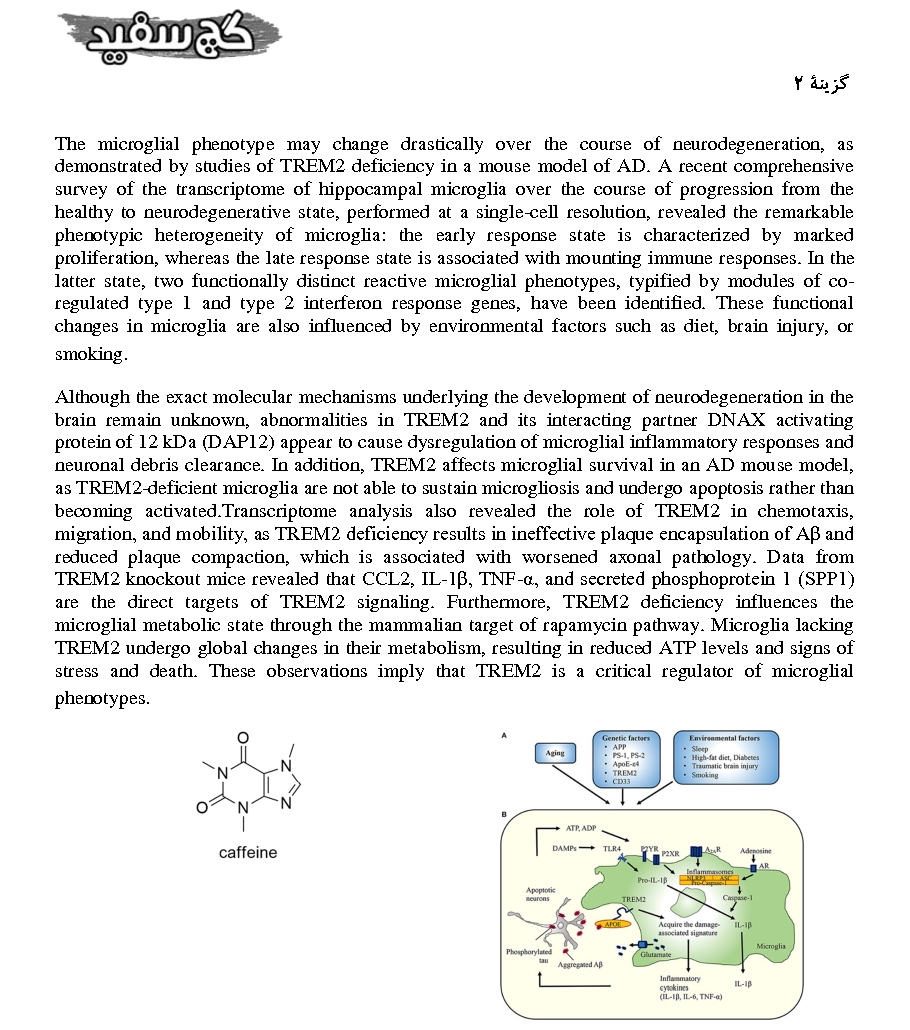 گچ سفید
گزینهٔ ۲
The microglial phenotype may change drastically over the course of neurodegeneration, as
demonstrated by studies of TREM2 deficiency in a mouse model of AD. A recent comprehensive
survey of the transcriptome of hippocampal microglia over the course of progression from the
healthy to neurodegenerative state, performed at a single-cell resolution, revealed the remarkable
phenotypic heterogeneity of microglia: the early response state is characterized by marked
proliferation, whereas the late response state is associated with mounting immune responses. In the
latter state, two functionally distinct reactive microglial phenotypes, typified by modules of co-
regulated type 1 and type 2 interferon response genes, have been identified. These functional
changes in microglia are also influenced by environmental factors such as diet, brain injury, or
smoking.
Although the exact molecular mechanisms underlying the development of neurodegeneration in the
brain remain unknown, abnormalities in TREM2 and its interacting partner DNAX activating
protein of 12 kDa (DAP12) appear to cause dysregulation of microglial inflammatory responses and
neuronal debris clearance. In addition, TREM2 affects microglial survival in an AD mouse model,
as TREM2-deficient microglia are not able to sustain microgliosis and undergo apoptosis rather than
becoming activated.Transcriptome analysis also revealed the role of TREM2 in chemotaxis,
migration, and mobility, as TREM2 deficiency results in ineffective plaque encapsulation of Aβ and
reduced plaque compaction, which is associated with worsened axonal pathology. Data from
TREM2 knockout mice revealed that CCL2, IL-1β, TNF-α, and secreted phosphoprotein 1 (SPP1)
are the direct targets of TREM2 signaling. Furthermore, TREM2 deficiency influences the
microglial metabolic state through the mammalian target of rapamycin pathway. Microglia lacking
TREM2 undergo global changes in their metabolism, resulting in reduced ATP levels and signs of
stress and death. These observations imply that TREM2 is a critical regulator of microglial
phenotypes.
O
N
N
O
N
N
caffeine
A
Aging
Genetic factors
• APP
• PS-1, PS-2
• ApoE-ε4
• TREM2
• CD33
Environmental factors
• Sleep
• High-fat diet, Diabetes
• Traumatic brain injury
• Smoking
B
ATP, ADP
DAMPs
TLR4
P2YR
P2XR
A2AR
Adenosine
AR
Inflammasomes
NLRP3
ASC
Pro-Caspase-1
Pro-IL-1β
Caspase-1
Apoptotic
neurons
TREM2
APOE
Acquire the damage-
associated signature
IL-1β
Microglia
Phosphorylated
tau
Aggregated Aβ
Glutamate
Inflammatory
cytokines
(IL-1β, IL-6, TNF-α)
IL-1β